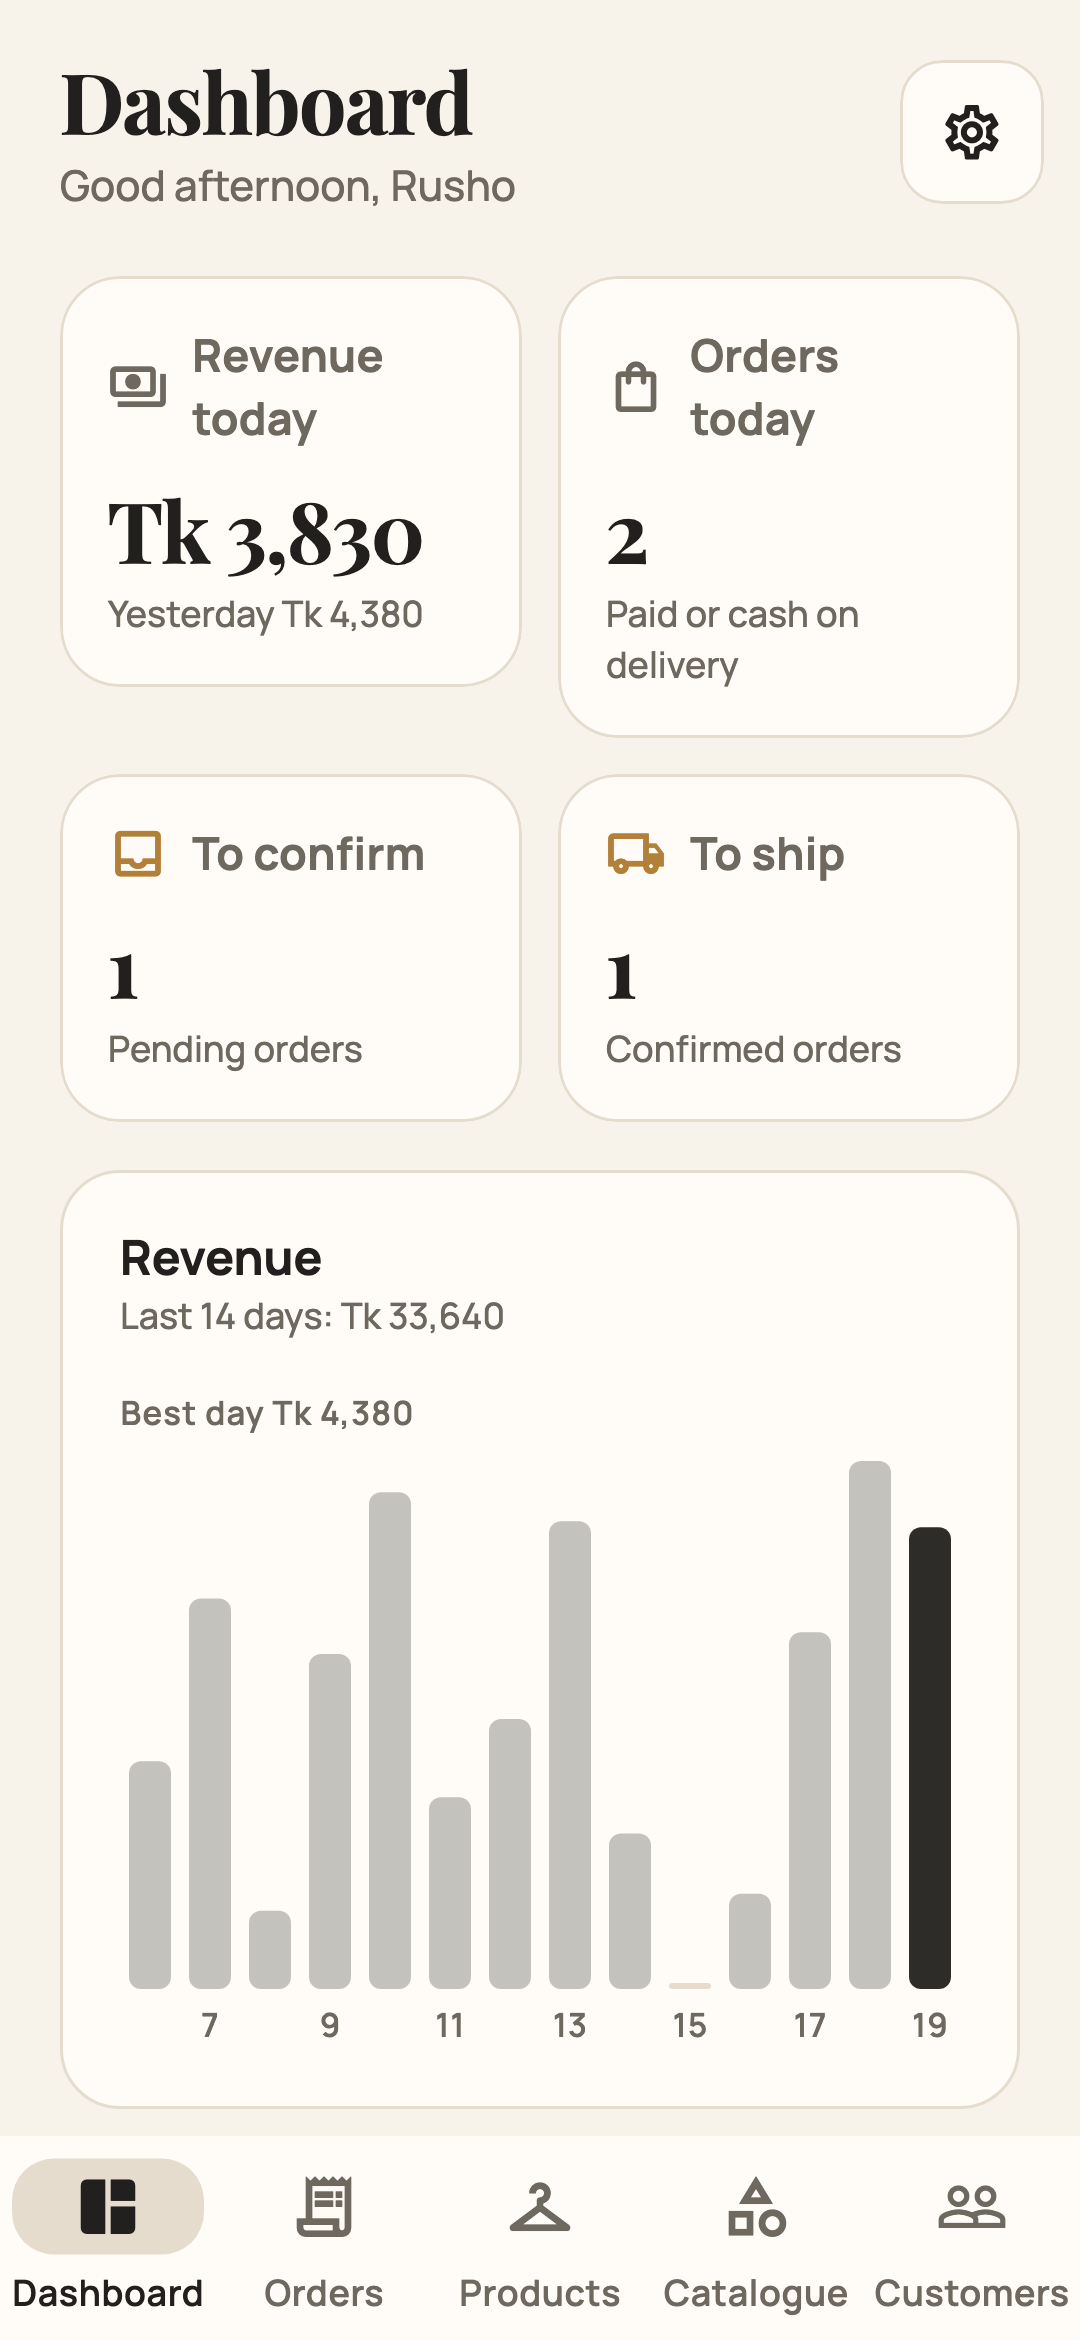 Dashboard
Good afternoon, Rusho
Revenue
today
Tk 3,830
Yesterday Tk 4,380
Orders
today
2
Paid or cash on
delivery
To confirm
1
Pending orders
To ship
1
Confirmed orders
Revenue
Last 14 days: Tk 33,640
Best day Tk 4,380
7 9 11 13 15 17 19
Dashboard Orders Products Catalogue Customers